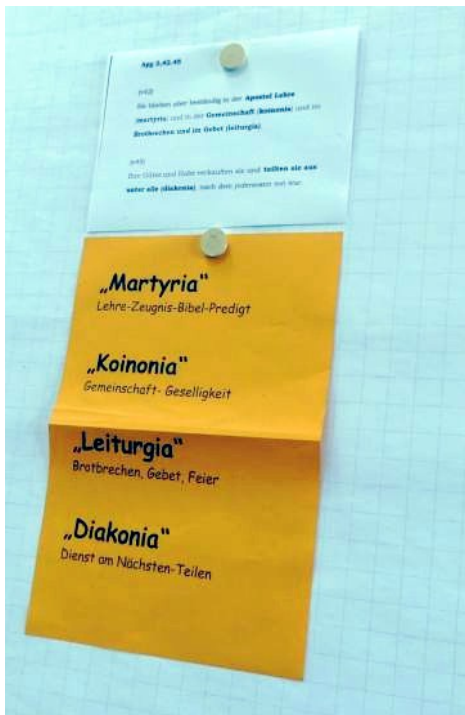 Apg 2,42.45
(v42)
Sie blieben aber beständig in der Apostel Lehre
(martyria) und in der Gemeinschaft (koinonia) und im
Brotbrechen und im Gebet (leiturgia).
(v45)
Ihre Güter und Habe verkauften sie und teilten sie aus
unter alle (diakonia), nach dem jedermann not war.
„Martyria“
Lehre-Zeugnis-Bibel-Predigt
„Koinonia“
Gemeinschaft- Geselligkeit
„Leiturgia“
Brotbrechen, Gebet, Feier
„Diakonia“
Dienst am Nächsten-Teilen